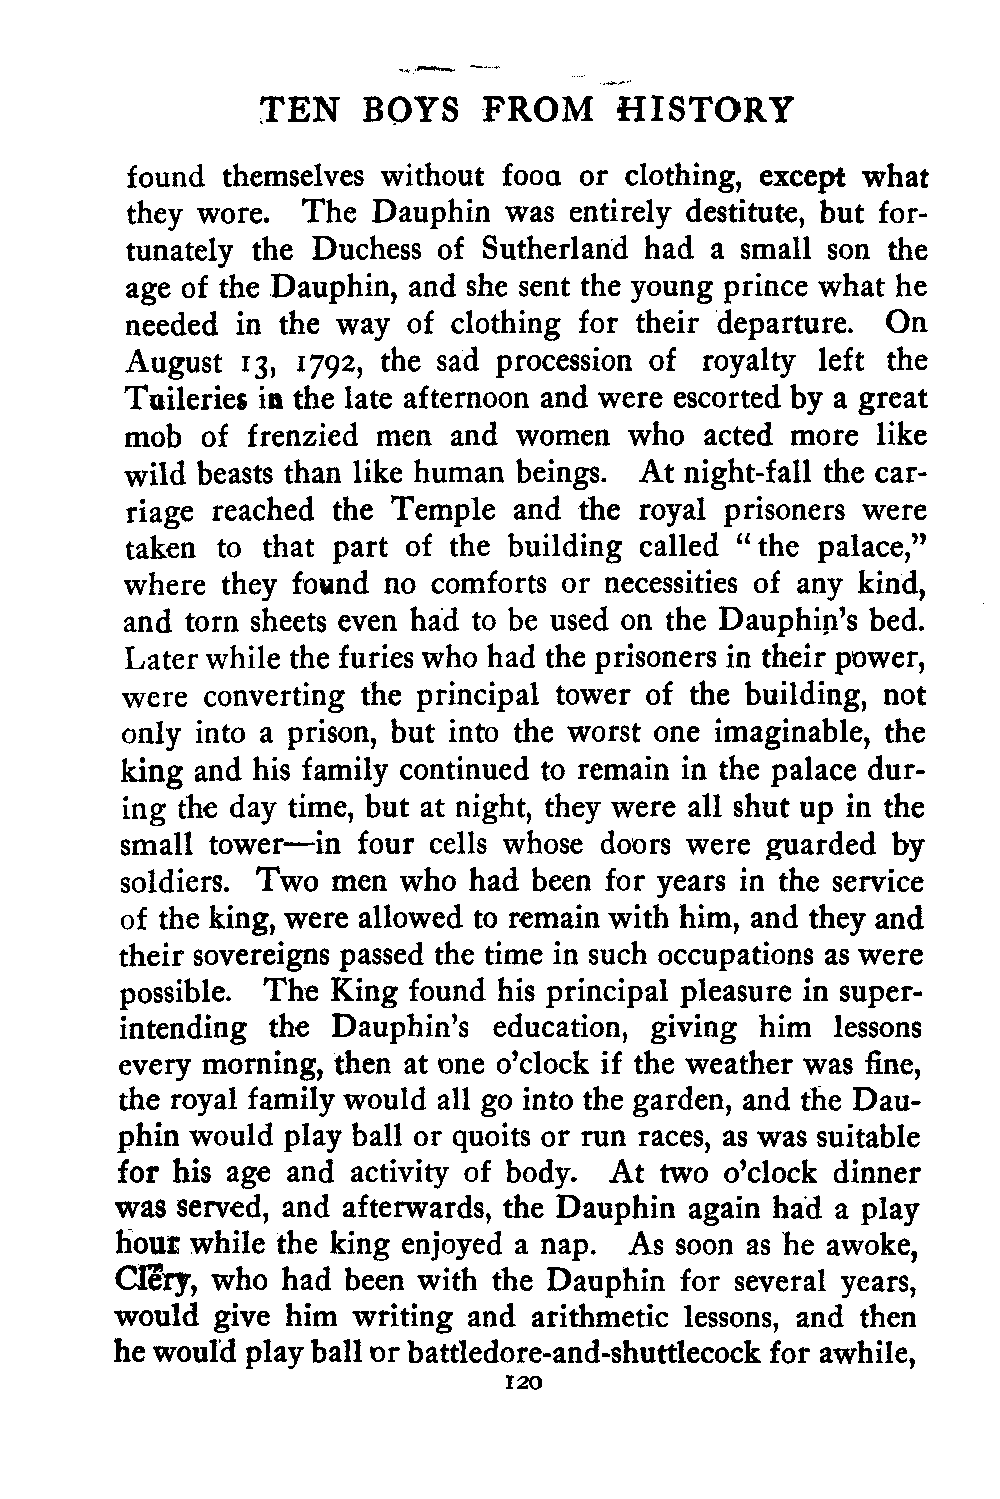 TEN BOYS FROM HISTORY
found themselves without food or clothing, except what
they wore. The Dauphin was entirely destitute, but for-
tunately the Duchess of Sutherland had a small son the
age of the Dauphin, and she sent the young prince what he
needed in the way of clothing for their departure. On
August 13, 1792, the sad procession of royalty left the
Tuileries in the late afternoon and were escorted by a great
mob of frenzied men and women who acted more like
wild beasts than like human beings. At night-fall the car-
riage reached the Temple and the royal prisoners were
taken to that part of the building called “the palace,”
where they found no comforts or necessities of any kind,
and torn sheets even had to be used on the Dauphin's bed.
Later while the furies who had the prisoners in their power,
were converting the principal tower of the building, not
only into a prison, but into the worst one imaginable, the
king and his family continued to remain in the palace dur-
ing the day time, but at night, they were all shut up in the
small tower—in four cells whose doors were guarded by
soldiers. Two men who had been for years in the service
of the king, were allowed to remain with him, and they and
their sovereigns passed the time in such occupations as were
possible. The King found his principal pleasure in super-
intending the Dauphin's education, giving him lessons
every morning, then at one o'clock if the weather was fine,
the royal family would all go into the garden, and the Dau-
phin would play ball or quoits or run races, as was suitable
for his age and activity of body. At two o'clock dinner
was served, and afterwards, the Dauphin again had a play
hour while the king enjoyed a nap. As soon as he awoke,
Clēry, who had been with the Dauphin for several years,
would give him writing and arithmetic lessons, and then
he would play ball or battledore-and-shuttlecock for awhile,
120